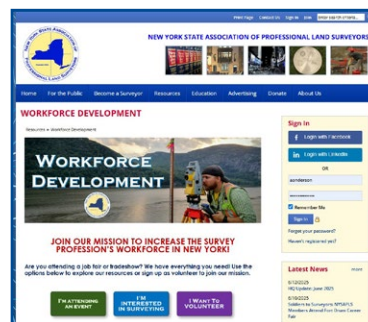 Print Page Contact Us Sign In Join
NEW YORK STATE ASSOCIATION OF PROFESSIONAL LAND SURVEYORS
Home For the Public Become a Surveyor Resources Education Advertising Donate About Us
WORKFORCE DEVELOPMENT
Resources Workforce Development
WORKFORCE
DEVELOPMENT
JOIN OUR MISSION TO INCREASE THE SURVEY
PROFESSION'S WORKFORCE IN NEW YORK!
Are you attending a job fair or tradeshow? We have everything you need! Use the
options below to explore our resources or sign up as volunteer to join our mission.
I'M ATTENDING
AN EVENT
I'M
INTERESTED
IN SURVEYING
I WANT TO
VOLUNTEER
Sign In
Login with Facebook
Login with LinkedIn
OR
Remember Me
Sign In
Forgot your password?
Haven't registered yet?
Latest News
more
HQ Update: June 2025